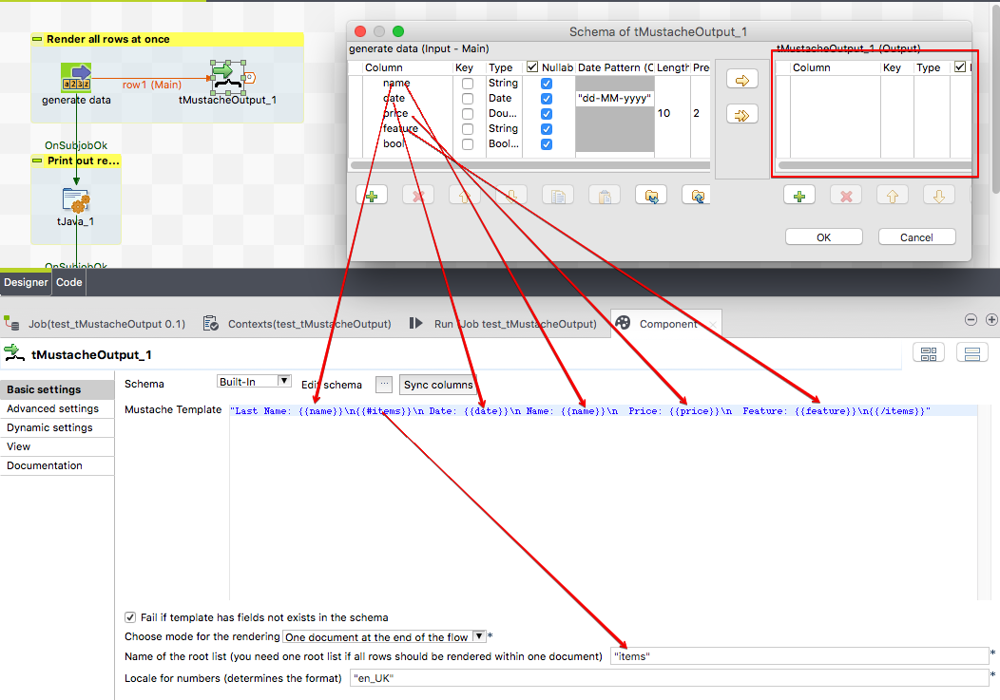 Render all rows at once
generate data
row1 (Main)
tMustacheOutput_1
OnSubjobOk
Print out re...
tJava_1
OnSubjobOk
Schema of tMustacheOutput_1
generate data (Input - Main)
Column Key Type Nullab Date Pattern (C Length Pre
name String
date Date "dd-MM-yyyy"
price Dou... 10 2
feature String
bool Bool...
tMustacheOutput_1 (Output)
Column Key Type
OK Cancel
Designer Code
Job(test_tMustacheOutput 0.1) Contexts(test_tMustacheOutput) Run (Job test_tMustacheOutput) Component
tMustacheOutput_1
Basic settings
Advanced settings
Dynamic settings
View
Documentation
Schema Built-In Edit schema ... Sync columns
Mustache Template "Last Name: {{name}}\n{{#items}}\n Date: {{date}}\n Name: {{name}}\n  Price: {{price}}\n  Feature: {{feature}}\n{{/items}}"
Fail if template has fields not exists in the schema
Choose mode for the rendering One document at the end of the flow *
Name of the root list (you need one root list if all rows should be rendered within one document) "items" *
Locale for numbers (determines the format) "en_UK" *